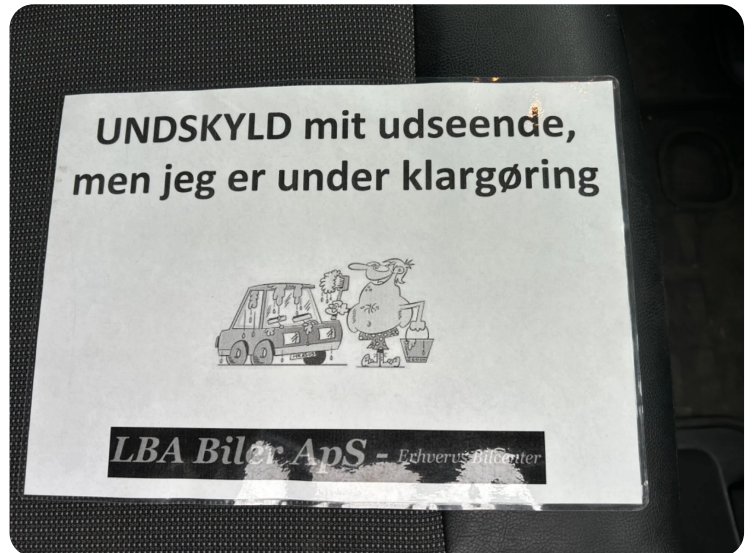 UNDSKYLD mit udseende,
men jeg er under klargøring
LBA Biler ApS - Erhvervs Bilcenter